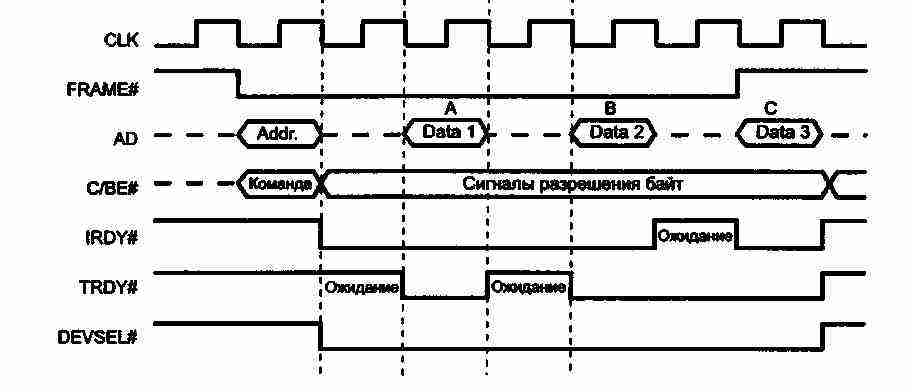 CLK
FRAME#
A B C
AD Addr. Data 1 Data 2 Data 3
C/BE# Команда Сигналы разрешения байт
IRDY# Ожидание
TRDY# Ожидание Ожидание
DEVSEL#